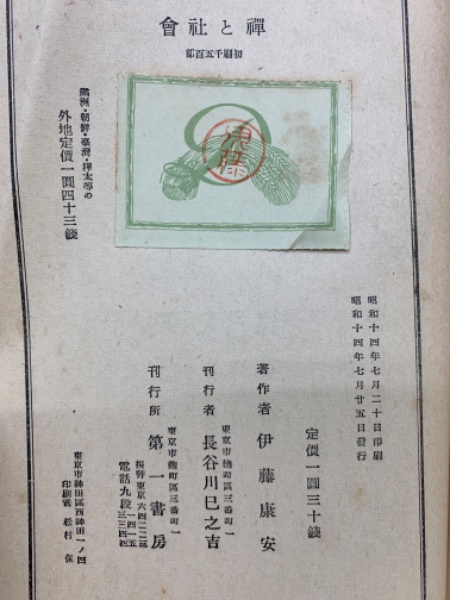 禪と社會
初刷千五百部
昭和十四年七月二十日印刷
昭和十四年七月廿五日發行
定價一圓三十錢
著作者 伊藤康安
東京市麴町區三番町一
刊行者 長谷川巳之吉
東京市麴町區三番町一
刊行所 第一書房
振替東京六四二二三
電話九段
東京市神田區西神田一ノ四
印刷者 松村保
滿洲・朝鮮・臺灣・樺太等の
外地定價一圓四十三錢